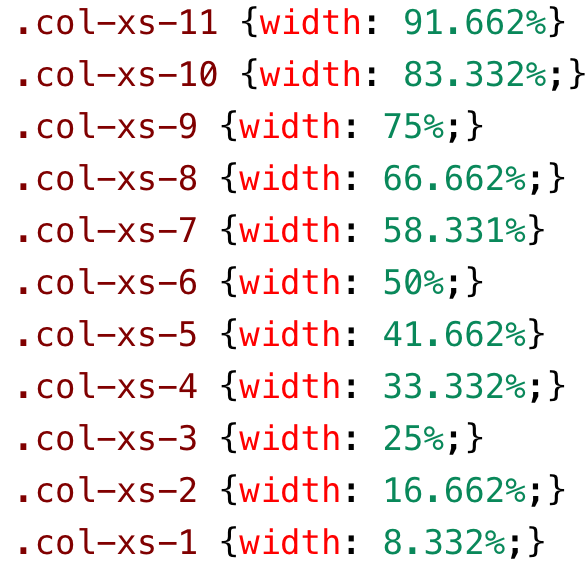 .col-xs-11 {width: 91.662%}
.col-xs-10 {width: 83.332%;}
.col-xs-9 {width: 75%;}
.col-xs-8 {width: 66.662%;}
.col-xs-7 {width: 58.331%}
.col-xs-6 {width: 50%;}
.col-xs-5 {width: 41.662%}
.col-xs-4 {width: 33.332%;}
.col-xs-3 {width: 25%;}
.col-xs-2 {width: 16.662%;}
.col-xs-1 {width: 8.332%;}